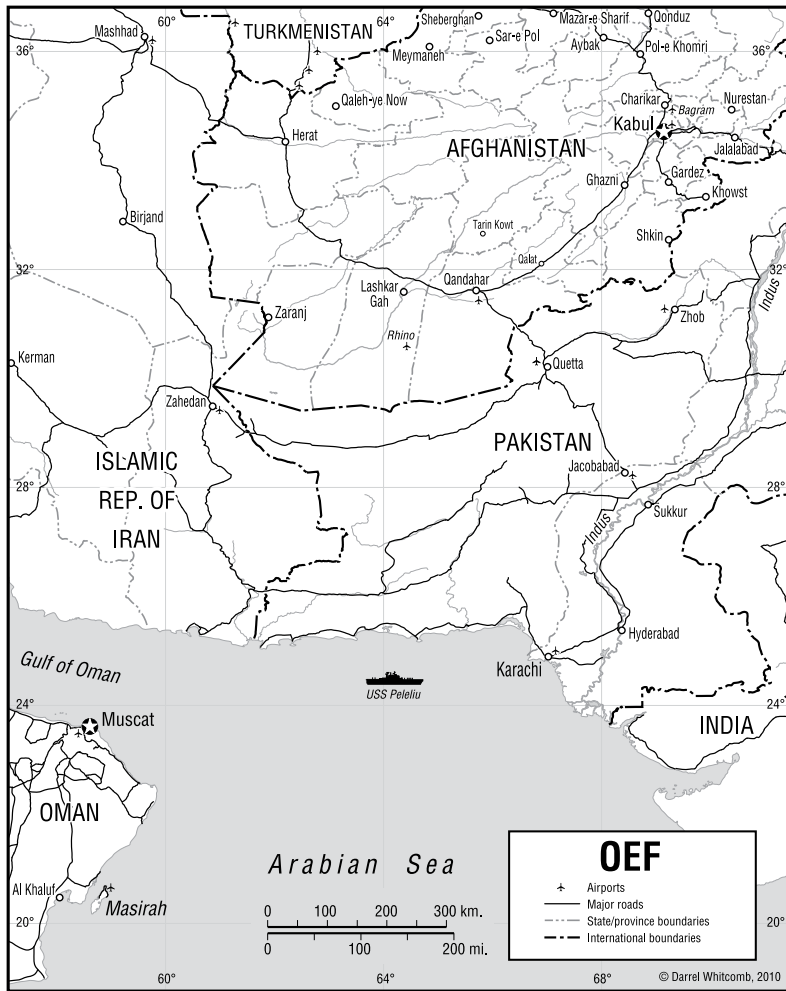 60°
64°
Mashhad
TURKMENISTAN
Sheberghan
Mazar-e Sharif
Qonduz
36°
Meymaneh
Sar-e Pol
Aybak
Pol-e Khomri
36°
Qaleh-ye Now
Charikar
Bagram
Nurestan
Kabul
Herat
AFGHANISTAN
Jalalabad
Ghazni
Gardez
Khowst
Birjand
Tarin Kowt
Shkin
Qalat
32°
32°
Lashkar
Gah
Qandahar
Indus
Zaranj
Zhob
Rhino
Kerman
Quetta
Zahedan
ISLAMIC
REP. OF
IRAN
PAKISTAN
Jacobabad
28°
28°
Sukkur
Indus
Hyderabad
Gulf of Oman
Karachi
USS Peleliu
24°
24°
Muscat
INDIA
OMAN
Arabian Sea
Al Khaluf
Masirah
20°
20°
0 100 200 300 km.
0 100 200 mi.
OEF
Airports
Major roads
State/province boundaries
International boundaries
60°
64°
68°
© Darrel Whitcomb, 2010